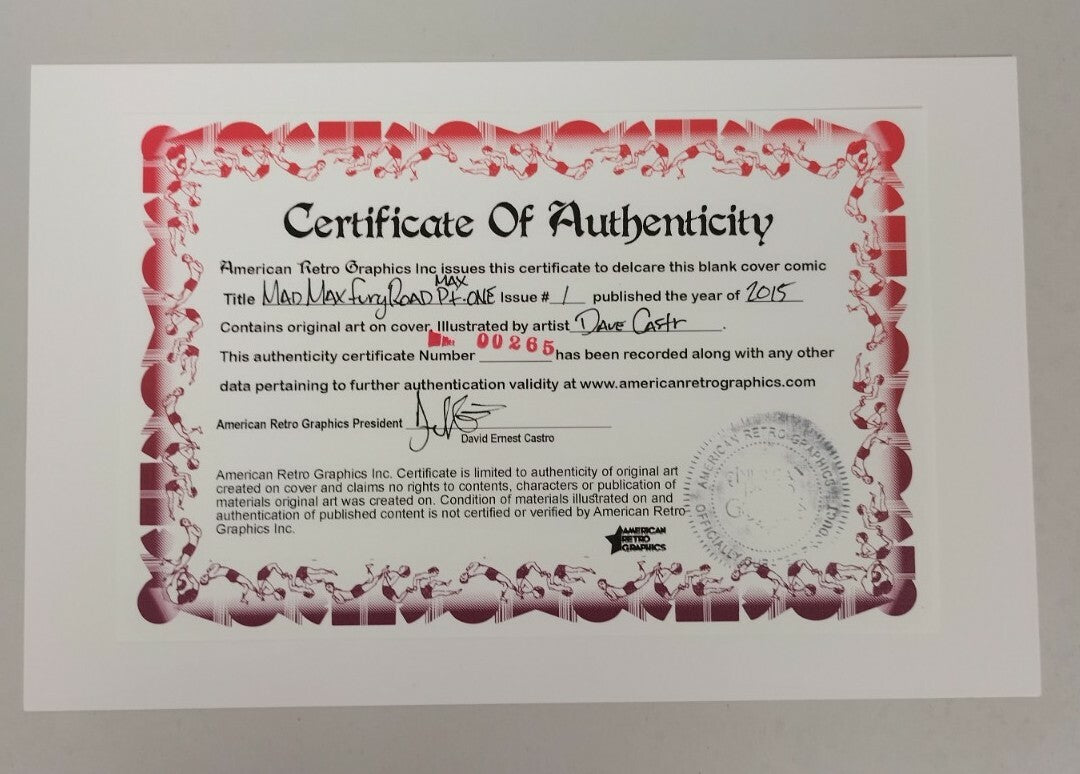 Certificate Of Authenticity
American Retro Graphics Inc issues this certificate to delcare this blank cover comic
MAX
Title MAD MAX Fury ROAD Pt. ONE Issue # 1 published the year of 2015
Contains original art on cover, Illustrated by artist Dave Castr.
No. 00265
This authenticity certificate Number has been recorded along with any other
data pertaining to further authentication validity at www.americanretrographics.com
American Retro Graphics President
David Ernest Castro
American Retro Graphics Inc. Certificate is limited to authenticity of original art
created on cover and claims no rights to contents, characters or publication of
materials original art was created on. Condition of materials illustrated on and
authentication of published content is not certified or verified by American Retro
Graphics Inc.
AMERICAN
RETRO
GRAPHICS
AMERICAN RETRO GRAPHICS
OFFICIALLY